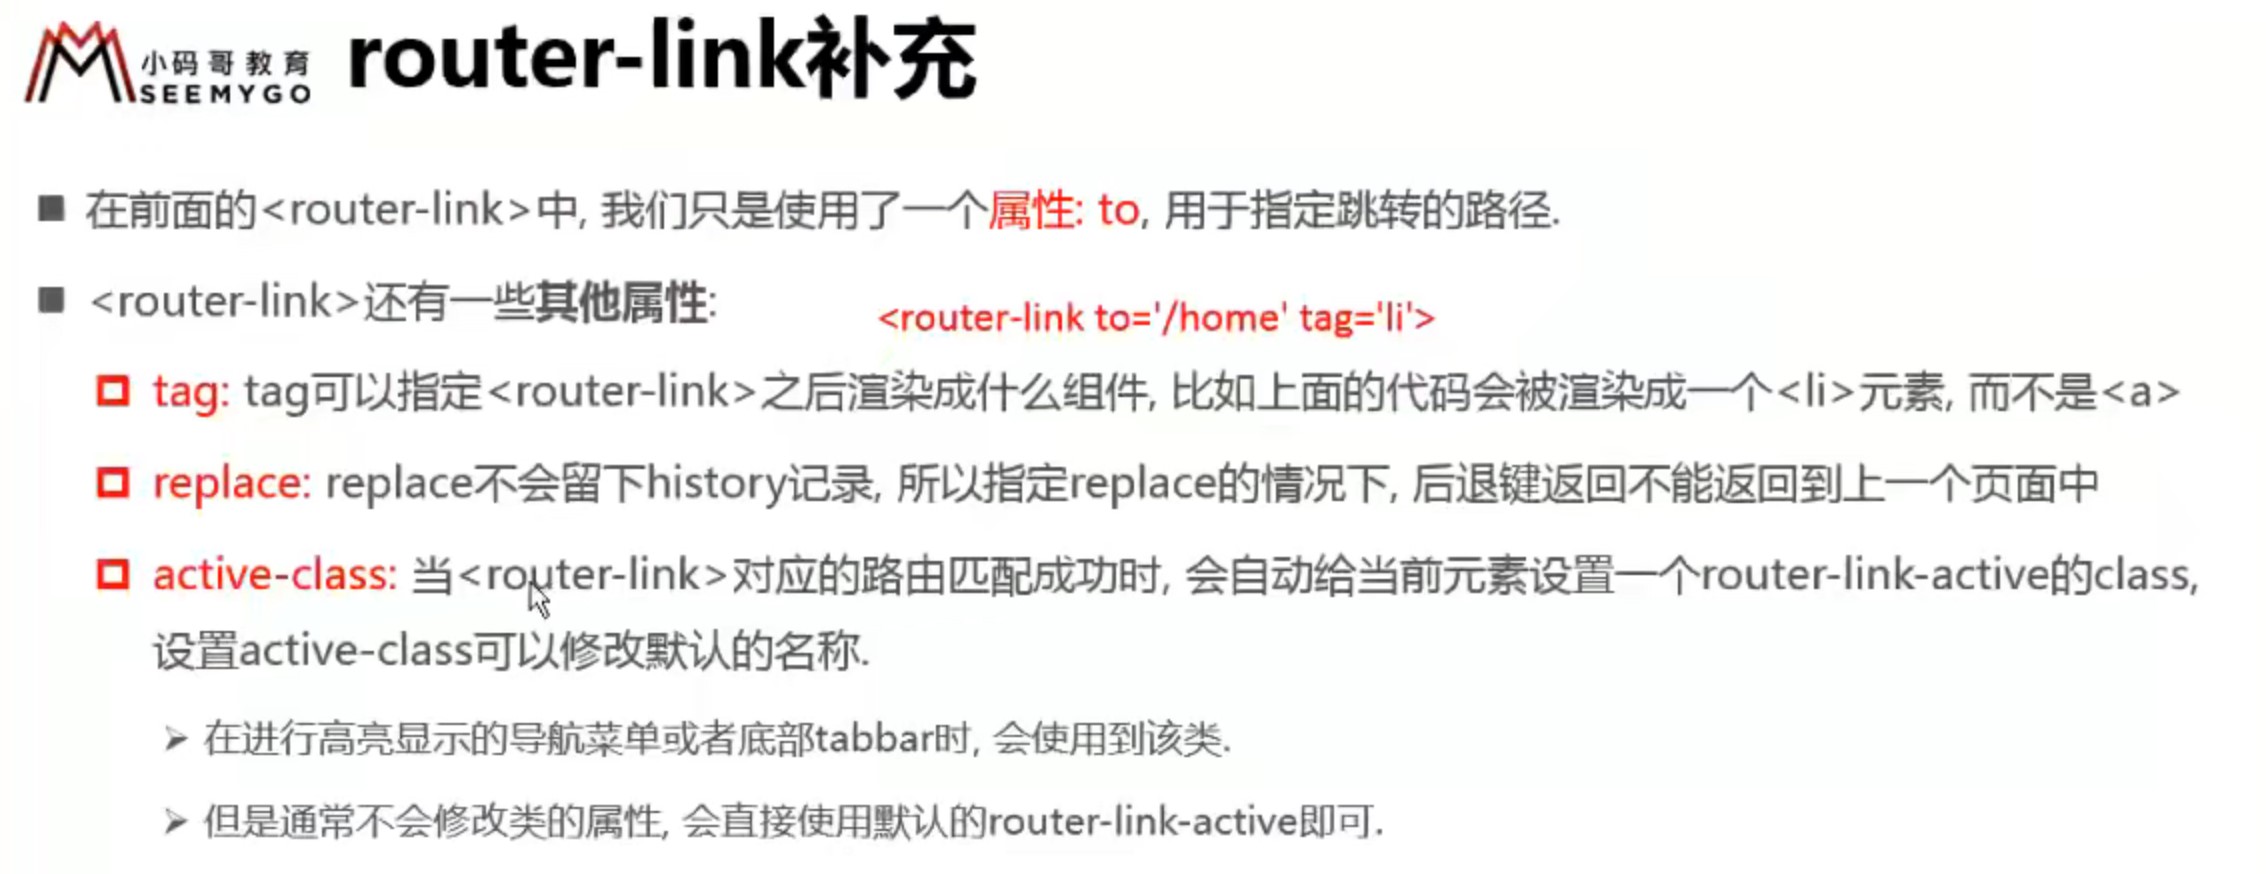 小码哥教育
SEEMYGO
router-link补充
在前面的<router-link>中, 我们只是使用了一个属性: to, 用于指定跳转的路径.
<router-link>还有一些其他属性:
<router-link to='/home' tag='li'>
tag: tag可以指定<router-link>之后渲染成什么组件, 比如上面的代码会被渲染成一个<li>元素, 而不是<a>
replace: replace不会留下history记录, 所以指定replace的情况下, 后退键返回不能返回到上一个页面中
active-class: 当<router-link>对应的路由匹配成功时, 会自动给当前元素设置一个router-link-active的class,
设置active-class可以修改默认的名称.
在进行高亮显示的导航菜单或者底部tabbar时, 会使用到该类.
但是通常不会修改类的属性, 会直接使用默认的router-link-active即可.